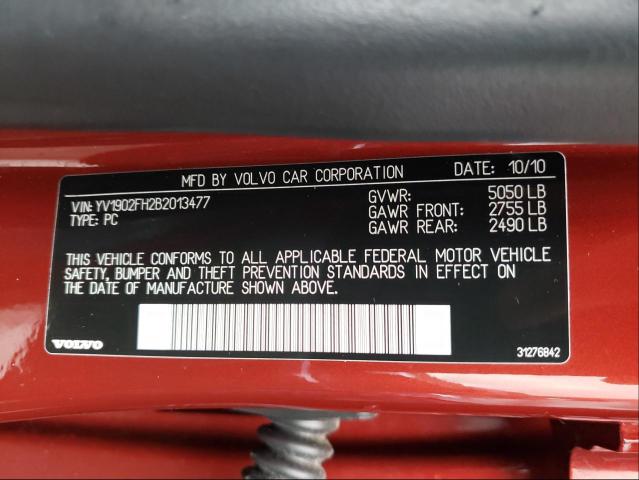 MFD BY VOLVO CAR CORPORATION DATE: 10/10
VIN: YV1902FH2B2013477 GVWR: 5050 LB
TYPE: PC GAWR FRONT: 2755 LB
GAWR REAR: 2490 LB
THIS VEHICLE CONFORMS TO ALL APPLICABLE FEDERAL MOTOR VEHICLE
SAFETY, BUMPER AND THEFT PREVENTION STANDARDS IN EFFECT ON
THE DATE OF MANUFACTURE SHOWN ABOVE.
VOLVO 31276842